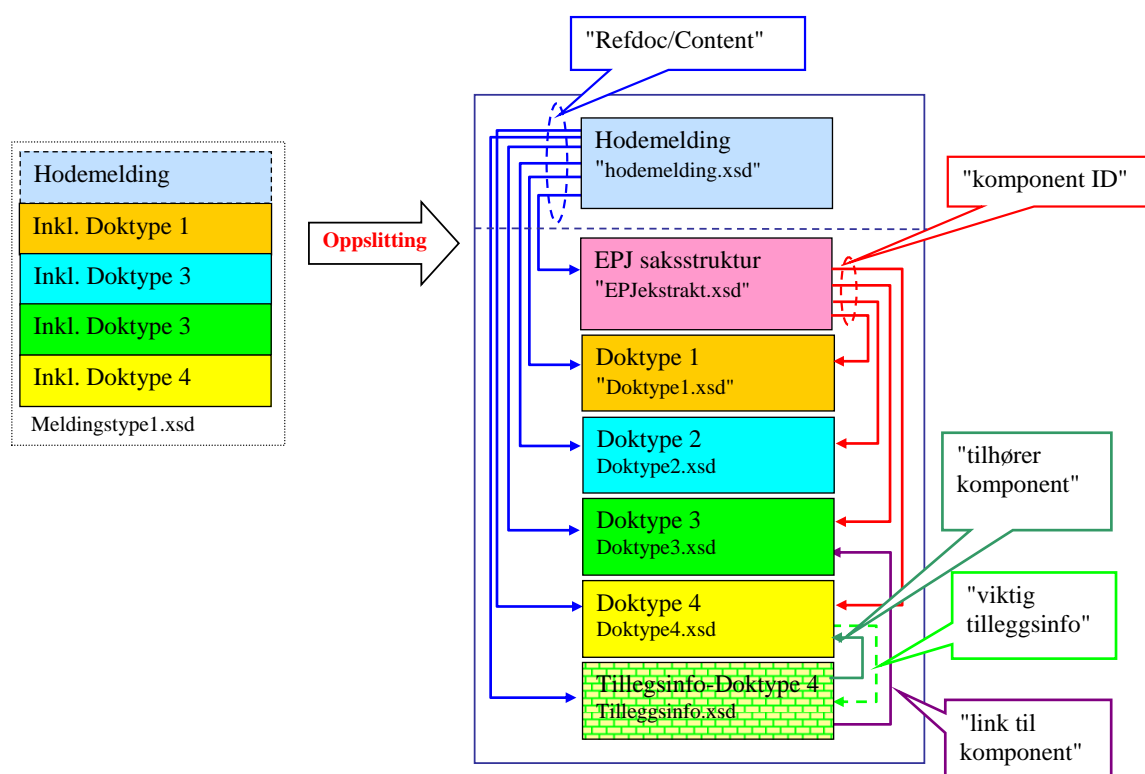 "Refdoc/Content"
Hodemelding
Inkl. Doktype 1
Inkl. Doktype 3
Inkl. Doktype 3
Inkl. Doktype 4
Meldingstype1.xsd
Oppslitting
Hodemelding
"hodemelding.xsd"
EPJ saksstruktur
"EPJekstrakt.xsd"
Doktype 1
"Doktype1.xsd"
Doktype 2
Doktype2.xsd
Doktype 3
Doktype3.xsd
Doktype 4
Doktype4.xsd
Tillegsinfo-Doktype 4
Tilleggsinfo.xsd
"komponent ID"
"tilhører
komponent"
"viktig
tilleggsinfo"
"link til
komponent"